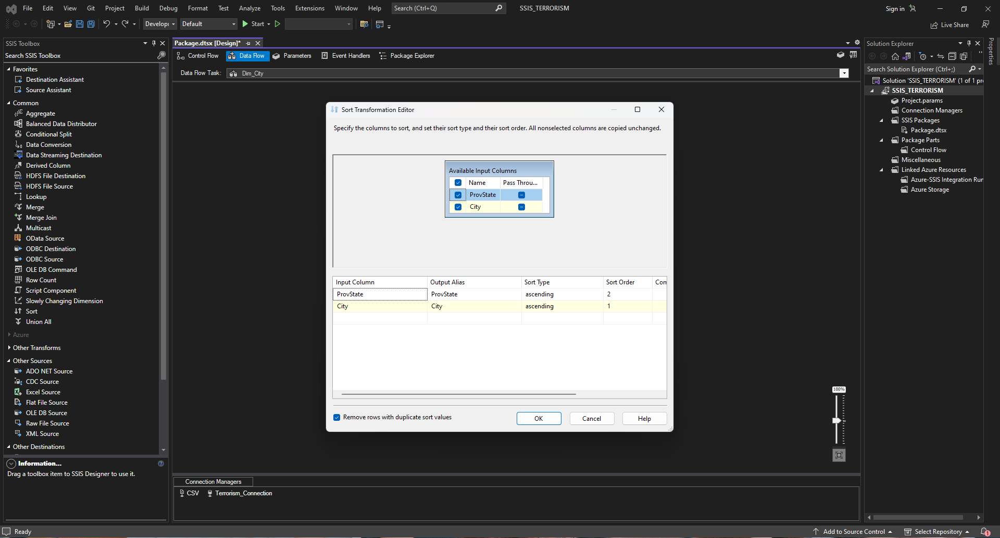 File Edit View Git Project Build Debug Format Test Analyze Tools Extensions Window Help Search (Ctrl+Q) SSIS_TERRORISM Sign in
Develop Default Start Live Share
SSIS Toolbox
Search SSIS Toolbox
Favorites
Destination Assistant
Source Assistant
Common
Aggregate
Balanced Data Distributor
Conditional Split
Data Conversion
Data Streaming Destination
Derived Column
HDFS File Destination
HDFS File Source
Lookup
Merge
Merge Join
Multicast
OData Source
ODBC Destination
ODBC Source
OLE DB Command
Row Count
Script Component
Slowly Changing Dimension
Sort
Union All
Azure
Other Transforms
Other Sources
ADO NET Source
CDC Source
Excel Source
Flat File Source
OLE DB Source
Raw File Source
XML Source
Other Destinations
Information...
Drag a toolbox item to SSIS Designer to use it.
Package.dtsx [Design]*
Control Flow Data Flow Parameters Event Handlers Package Explorer
Data Flow Task: Dim_City
Sort Transformation Editor
Specify the columns to sort, and set their sort type and their sort order. All nonselected columns are copied unchanged.
Available Input Columns
Name Pass Throu...
ProvState
City
Input Column Output Alias Sort Type Sort Order Com
ProvState ProvState ascending 2
City City ascending 1
Remove rows with duplicate sort values OK Cancel Help
100%
Connection Managers
CSV Terrorism_Connection
Solution Explorer
Search Solution Explorer (Ctrl+;)
Solution 'SSIS_TERRORISM' (1 of 1 pr
SSIS_TERRORISM
Project.params
Connection Managers
SSIS Packages
Package.dtsx
Package Parts
Control Flow
Miscellaneous
Linked Azure Resources
Azure-SSIS Integration Run
Azure Storage
Properties
Ready Add to Source Control Select Repository 1